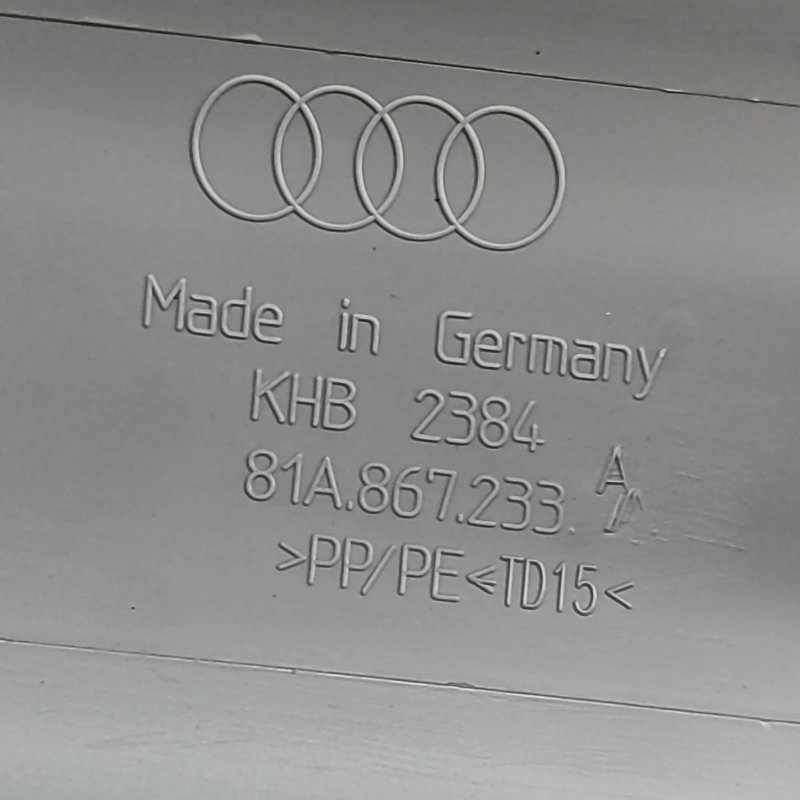 Made in Germany
KHB 2384
81A.867.233. A
>PP/PE<TD15<